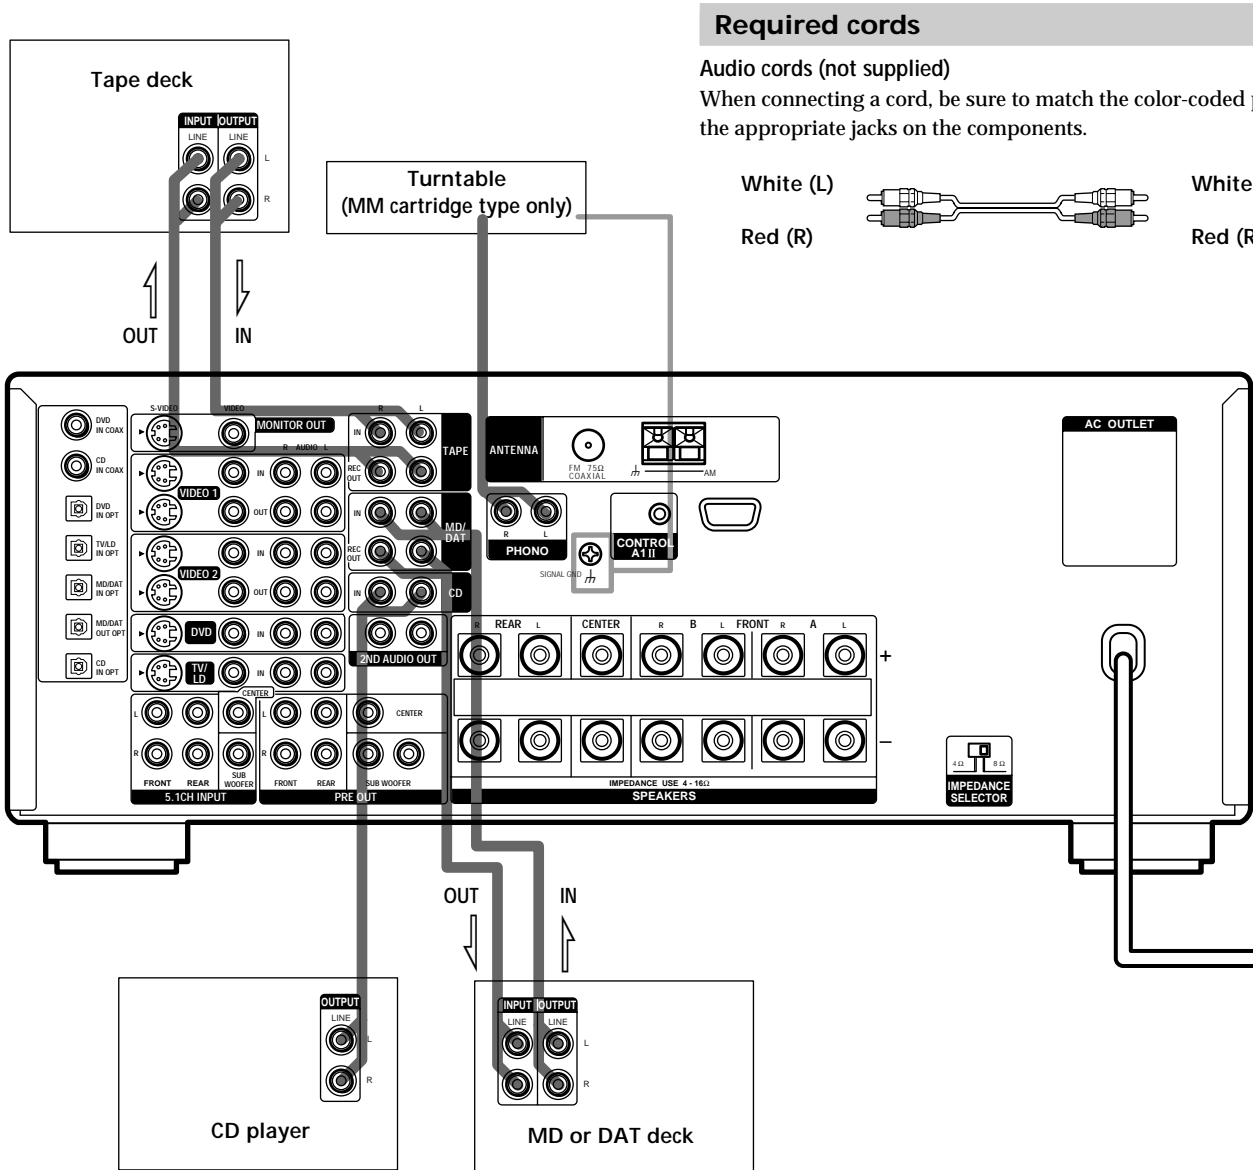 Required cords
Audio cords (not supplied)
When connecting a cord, be sure to match the color-coded
the appropriate jacks on the components.
White (L)
White
Red (R)
Red (R
Tape deck
INPUT OUTPUT
LINE LINE
L
R
Turntable
(MM cartridge type only)
OUT IN
S-VIDEO VIDEO
MONITOR OUT
R AUDIO L
DVD
IN COAX
CD
IN COAX
DVD
IN OPT
TV/LD
IN OPT
MD/DAT
IN OPT
MD/DAT
OUT OPT
CD
IN OPT
VIDEO 1
IN
OUT
VIDEO 2
IN
OUT
DVD
IN
TV/
LD
IN
R L
IN
REC
OUT
TAPE
IN
REC
OUT
MD/
DAT
IN
CD
2ND AUDIO OUT
CENTER
L
R
FRONT REAR
SUB
WOOFER
5.1CH INPUT
L
R
FRONT REAR
CENTER
SUB WOOFER
PRE OUT
ANTENNA
FM 75Ω
COAXIAL
AM
R L
PHONO
CONTROL
A1 II
SIGNAL GND
R REAR L
CENTER
R B L FRONT R A L
+
–
IMPEDANCE USE 4 - 16Ω
SPEAKERS
AC OUTLET
4 Ω 8 Ω
IMPEDANCE
SELECTOR
OUT IN
OUTPUT
LINE
L
R
CD player
INPUT OUTPUT
LINE LINE
L
R
MD or DAT deck